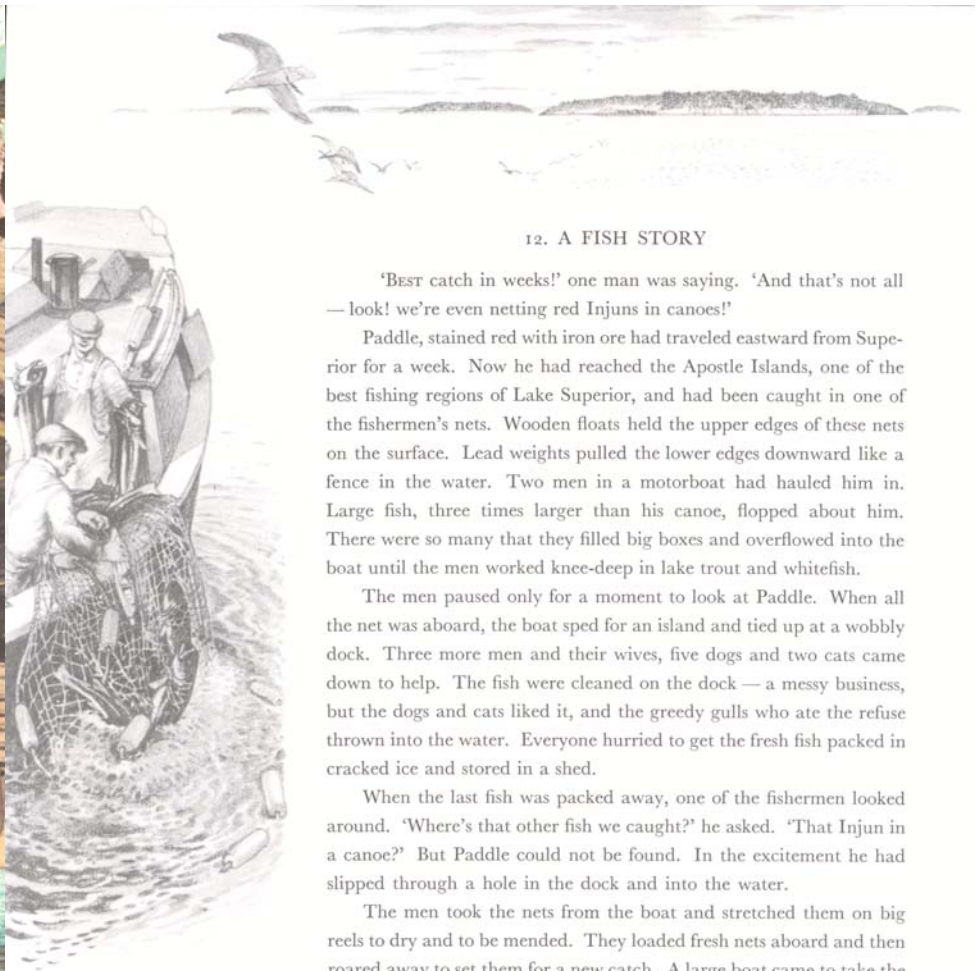 12. A FISH STORY
‘BEST catch in weeks!’ one man was saying. ‘And that’s not all
— look! we’re even netting red Injuns in canoes!’
Paddle, stained red with iron ore had traveled eastward from Supe-
rior for a week. Now he had reached the Apostle Islands, one of the
best fishing regions of Lake Superior, and had been caught in one of
the fishermen’s nets. Wooden floats held the upper edges of these nets
on the surface. Lead weights pulled the lower edges downward like a
fence in the water. Two men in a motorboat had hauled him in.
Large fish, three times larger than his canoe, flopped about him.
There were so many that they filled big boxes and overflowed into the
boat until the men worked knee-deep in lake trout and whitefish.
The men paused only for a moment to look at Paddle. When all
the net was aboard, the boat sped for an island and tied up at a wobbly
dock. Three more men and their wives, five dogs and two cats came
down to help. The fish were cleaned on the dock — a messy business,
but the dogs and cats liked it, and the greedy gulls who ate the refuse
thrown into the water. Everyone hurried to get the fresh fish packed in
cracked ice and stored in a shed.
When the last fish was packed away, one of the fishermen looked
around. ‘Where’s that other fish we caught?’ he asked. ‘That Injun in
a canoe?’ But Paddle could not be found. In the excitement he had
slipped through a hole in the dock and into the water.
The men took the nets from the boat and stretched them on big
reels to dry and to be mended. They loaded fresh nets aboard and then
roared away to set them for a new catch. A large boat came to take the